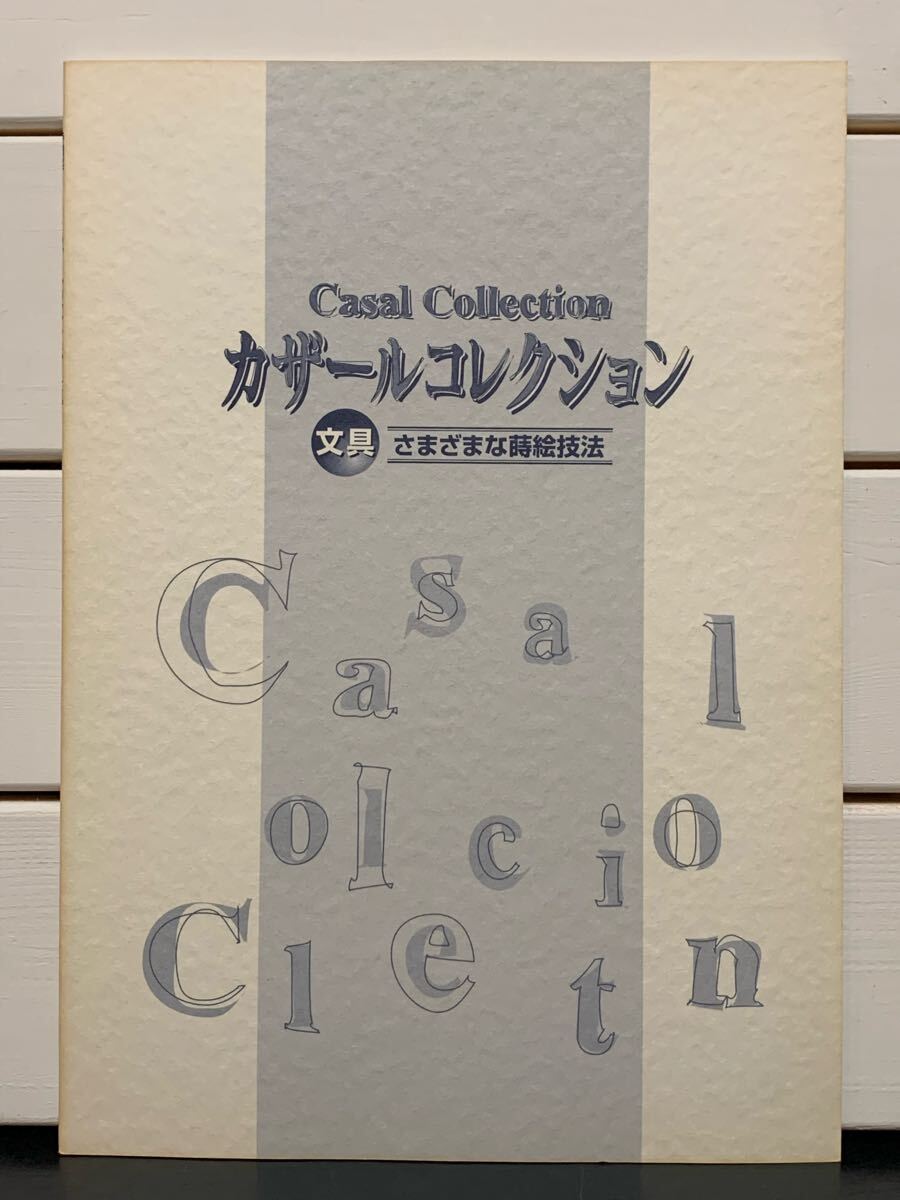 Casal Collection
カザールコレクション
文具 さまざまな蒔絵技法
C a s a l
o l c i o
C l e t n